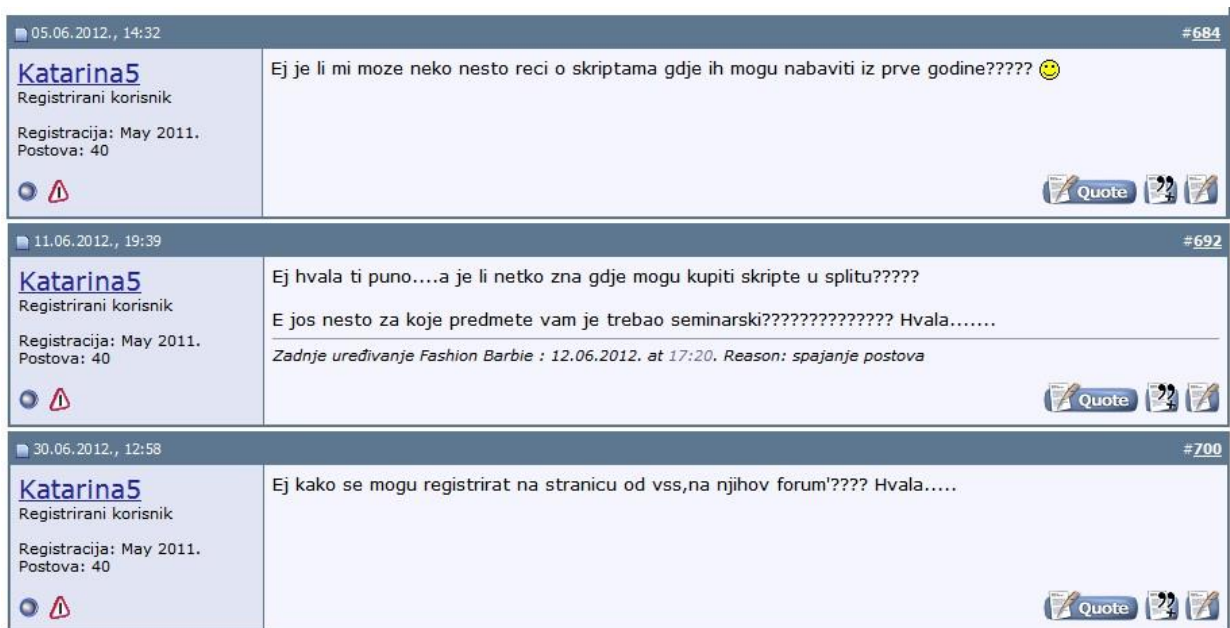 05.06.2012., 14:32 #684
Katarina5
Registrirani korisnik
Registracija: May 2011.
Postova: 40
Ej je li mi moze neko nesto reci o skriptama gdje ih mogu nabaviti iz prve godine?????
Quote
11.06.2012., 19:39 #692
Katarina5
Registrirani korisnik
Registracija: May 2011.
Postova: 40
Ej hvala ti puno....a je li netko zna gdje mogu kupiti skripte u splitu?????
E jos nesto za koje predmete vam je trebao seminarski?????????????? Hvala.......
Zadnje uređivanje Fashion Barbie : 12.06.2012. at 17:20. Reason: spajanje postova
Quote
30.06.2012., 12:58 #700
Katarina5
Registrirani korisnik
Registracija: May 2011.
Postova: 40
Ej kako se mogu registrirat na stranicu od vss,na njihov forum'???? Hvala.....
Quote